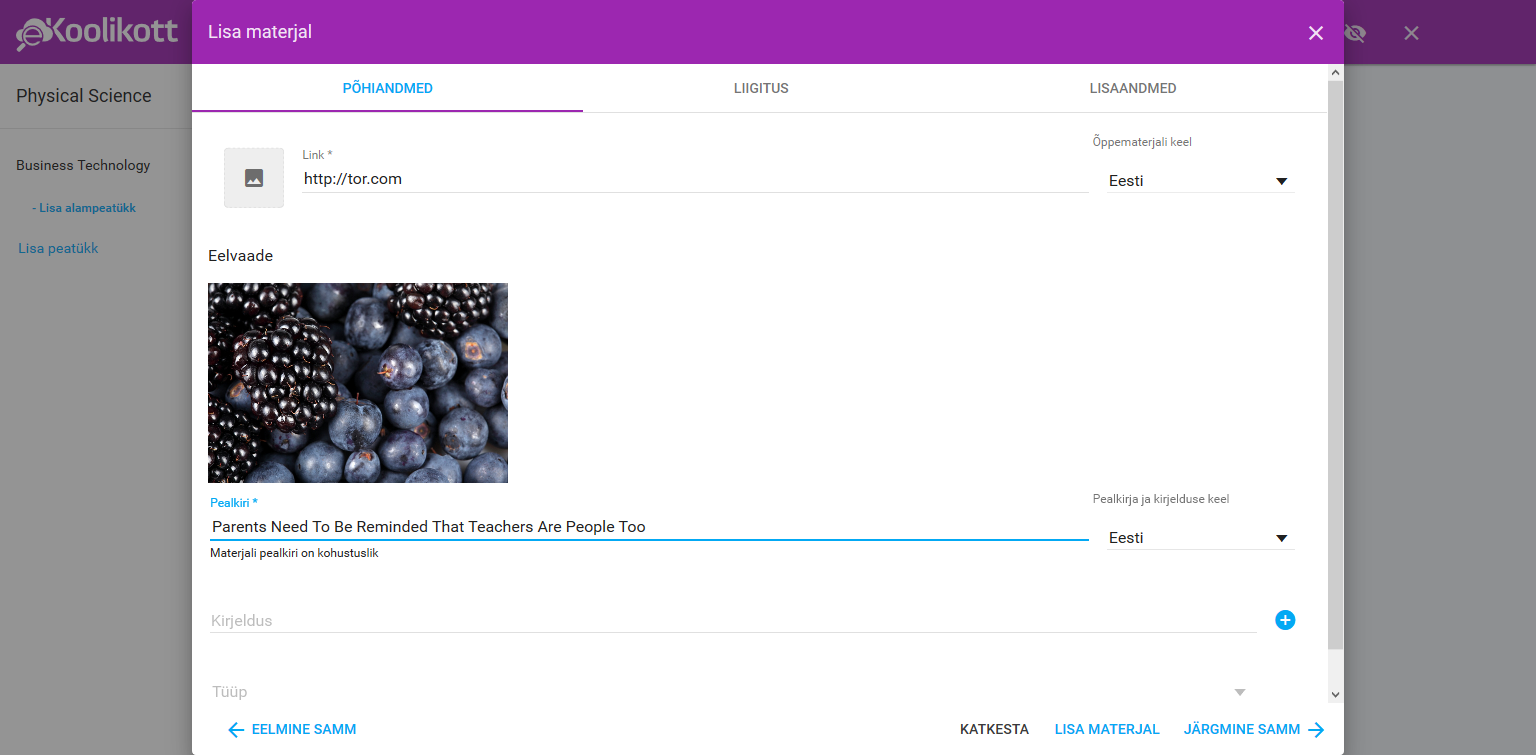 eKoolikott
Lisa materjal
Physical Science
Business Technology
- Lisa alampeatükk
Lisa peatükk
PÕHIANDMED
LIIGITUS
LISAANDMED
Link *
http://tor.com
Õppematerjali keel
Eesti
Eelvaade
Pealkiri *
Parents Need To Be Reminded That Teachers Are People Too
Materjali pealkiri on kohustuslik
Pealkirja ja kirjelduse keel
Eesti
Kirjeldus
Tüüp
EELMINE SAMM
KATKESTA
LISA MATERJAL
JÄRGMINE SAMM